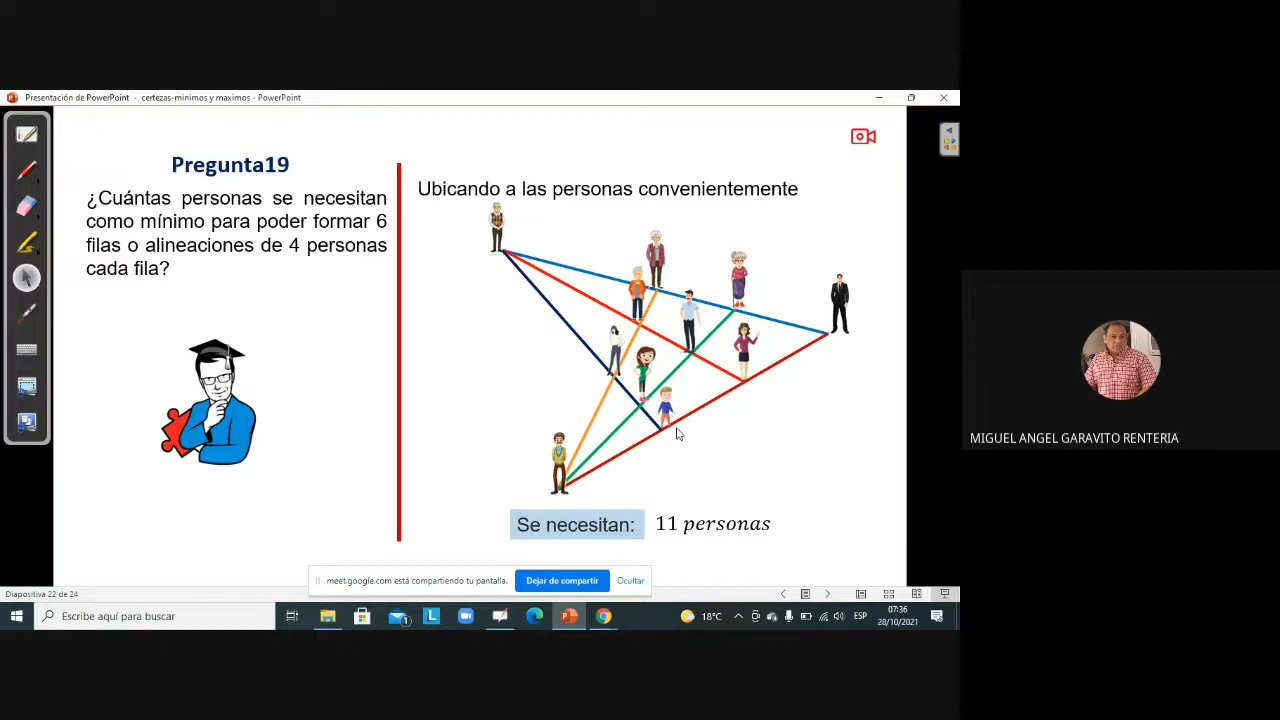 Presentación de PowerPoint - certezas-minimos y maximos - PowerPoint
Pregunta19
¿Cuántas personas se necesitan
como mínimo para poder formar 6
filas o alineaciones de 4 personas
cada fila?
Ubicando a las personas convenientemente
Se necesitan: 11 personas
MIGUEL ANGEL GARAVITO RENTERIA
meet.google.com está compartiendo tu pantalla. Dejar de compartir Ocultar
Diapositiva 22 de 24
Escribe aquí para buscar
1
L
18°C
ESP
07:36
28/10/2021